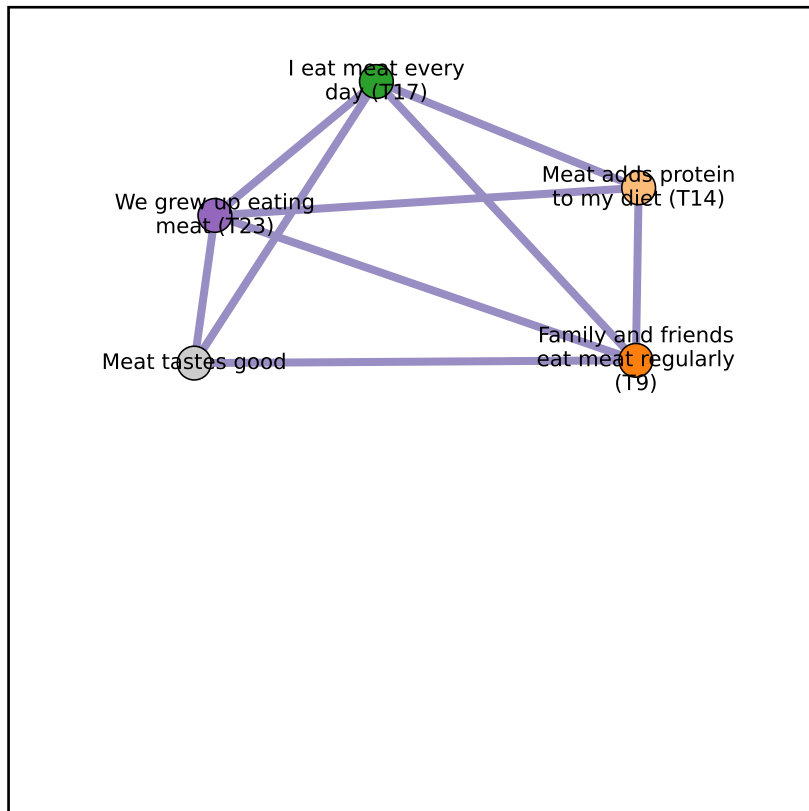 I eat meat every
day (T17)
Meat adds protein
to my diet (T14)
We grew up eating
meat (T23)
Family and friends
eat meat regularly
(T9)
Meat tastes good